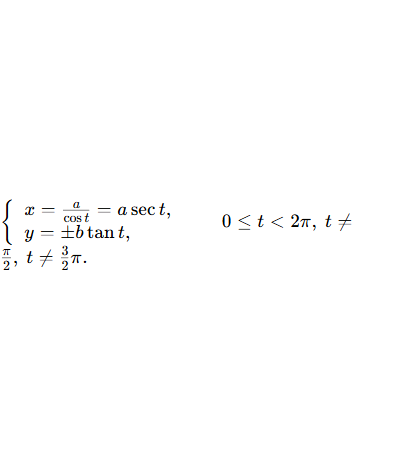 { x = a/cos t = a sec t,
y = ±b tan t, 0 ≤ t < 2π, t ≠
π/2, t ≠ 3/2 π.